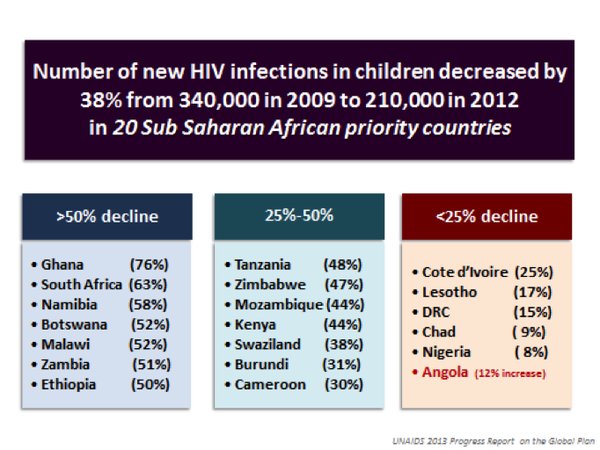 Number of new HIV infections in children decreased by
38% from 340,000 in 2009 to 210,000 in 2012
in 20 Sub Saharan African priority countries
>50% decline
• Ghana (76%)
• South Africa (63%)
• Namibia (58%)
• Botswana (52%)
• Malawi (52%)
• Zambia (51%)
• Ethiopia (50%)
25%-50%
• Tanzania (48%)
• Zimbabwe (47%)
• Mozambique (44%)
• Kenya (44%)
• Swaziland (38%)
• Burundi (31%)
• Cameroon (30%)
<25% decline
• Cote d'Ivoire (25%)
• Lesotho (17%)
• DRC (15%)
• Chad ( 9%)
• Nigeria ( 8%)
• Angola (12% increase)
UNAIDS 2013 Progress Report on the Global Plan